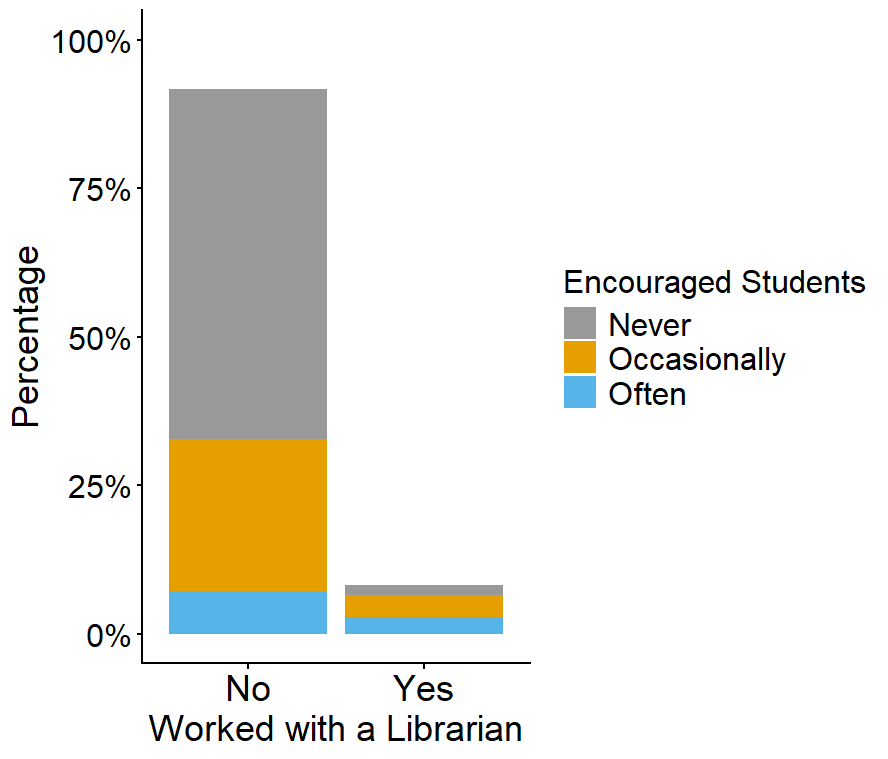 100%
75%
50%
25%
0%
Percentage
No
Yes
Worked with a Librarian
Encouraged Students
Never
Occasionally
Often